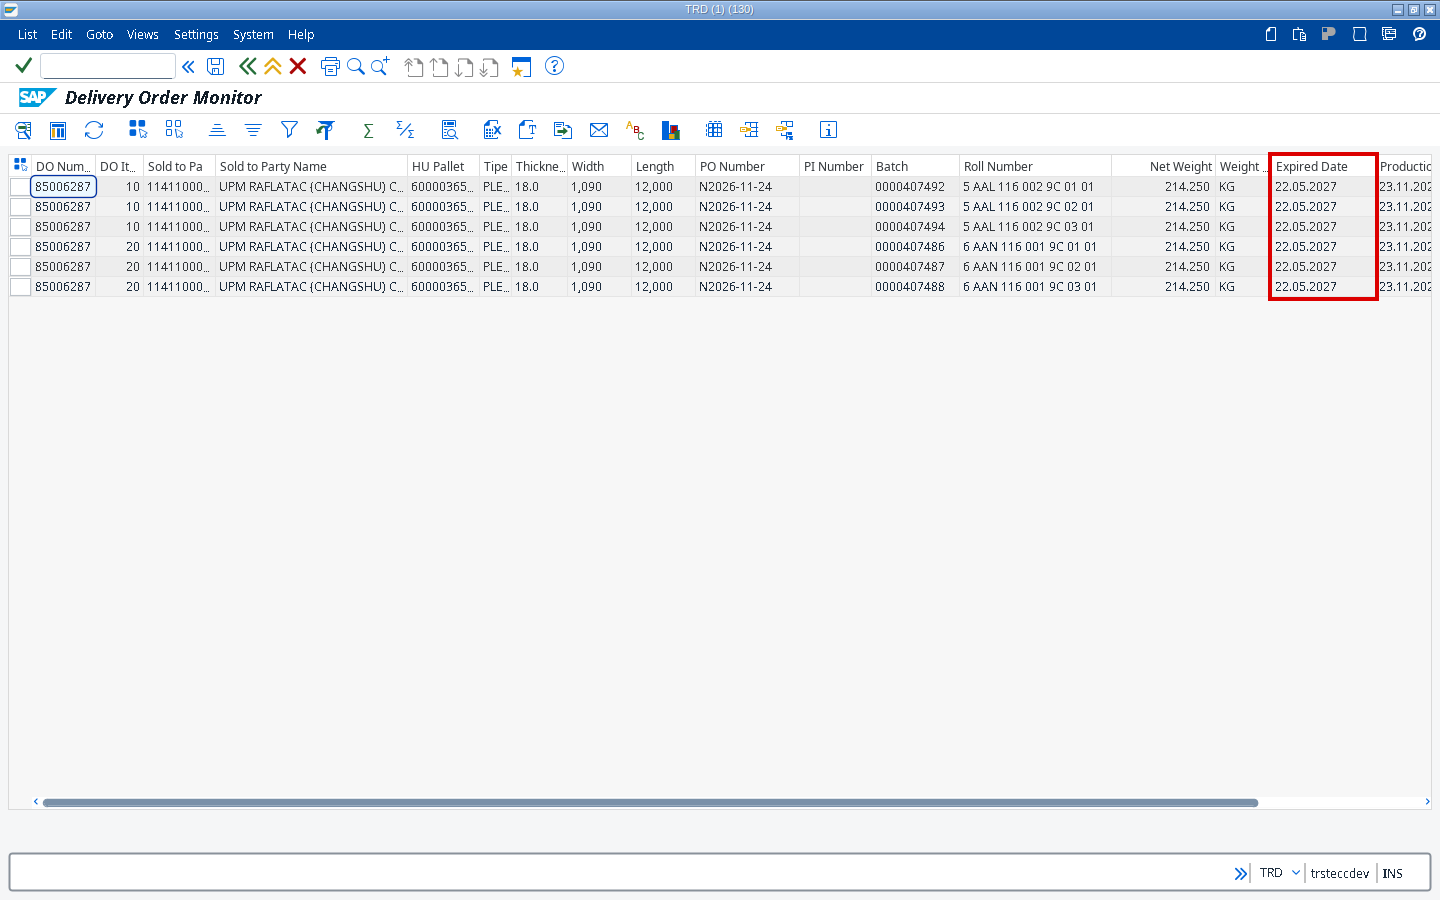 TRD (1) (130)
List Edit Goto Views Settings System Help
SAP Delivery Order Monitor
DO Num... DO It... Sold to Pa Sold to Party Name HU Pallet Tipe Thickne... Width Length PO Number PI Number Batch Roll Number Net Weight Weight ... Expired Date Productio
85006287 10 11411000... UPM RAFLATAC {CHANGSHU} C... 60000365... PLE... 18.0 1,090 12,000 N2026-11-24 0000407492 5 AAL 116 002 9C 01 01 214.250 KG 22.05.2027 23.11.202
85006287 10 11411000... UPM RAFLATAC {CHANGSHU} C... 60000365... PLE... 18.0 1,090 12,000 N2026-11-24 0000407493 5 AAL 116 002 9C 02 01 214.250 KG 22.05.2027 23.11.202
85006287 10 11411000... UPM RAFLATAC {CHANGSHU} C... 60000365... PLE... 18.0 1,090 12,000 N2026-11-24 0000407494 5 AAL 116 002 9C 03 01 214.250 KG 22.05.2027 23.11.202
85006287 20 11411000... UPM RAFLATAC {CHANGSHU} C... 60000365... PLE... 18.0 1,090 12,000 N2026-11-24 0000407486 6 AAN 116 001 9C 01 01 214.250 KG 22.05.2027 23.11.202
85006287 20 11411000... UPM RAFLATAC {CHANGSHU} C... 60000365... PLE... 18.0 1,090 12,000 N2026-11-24 0000407487 6 AAN 116 001 9C 02 01 214.250 KG 22.05.2027 23.11.202
85006287 20 11411000... UPM RAFLATAC {CHANGSHU} C... 60000365... PLE... 18.0 1,090 12,000 N2026-11-24 0000407488 6 AAN 116 001 9C 03 01 214.250 KG 22.05.2027 23.11.202
TRD trsteccdev INS